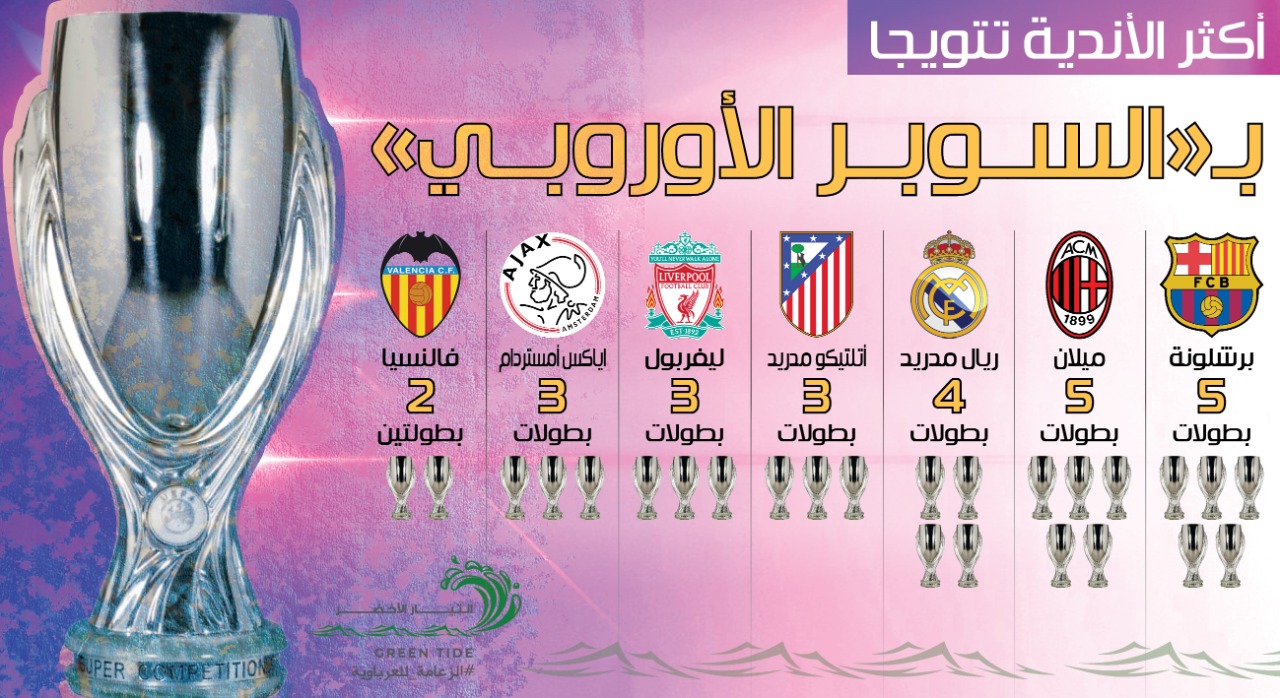 أكثر الأندية تتويجا
بـ«السوبر الأوروبي»
FCB
برشلونة
5
بطولات
ACM
1899
ميلان
5
بطولات
ريال مدريد
4
بطولات
أتلتيكو مدريد
3
بطولات
YOU'LL NEVER WALK ALONE
LIVERPOOL
FOOTBALL CLUB
EST·1892
ليفربول
3
بطولات
AJAX
AMSTERDAM
اياكس أمستردام
3
بطولات
VALENCIA C.F.
فالنسيا
2
بطولتين
UEFA
SUPER COMPETITION
التيار الأخضر
GREEN TIDE
#الزعامة_للعرباوية